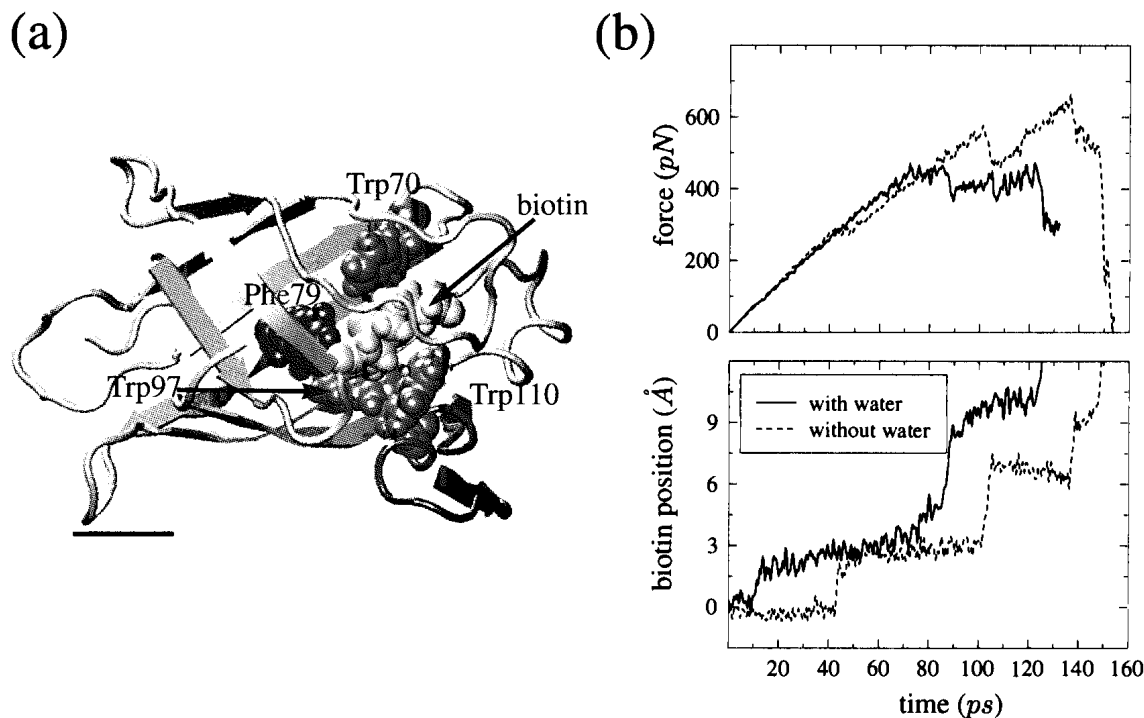 (a)
Trp70
biotin
Phe79
Trp97
Trp110
(b)
force (pN)
600
400
200
0
biotin position (Å)
9
6
3
0
with water
without water
20 40 60 80 100 120 140 160
time (ps)